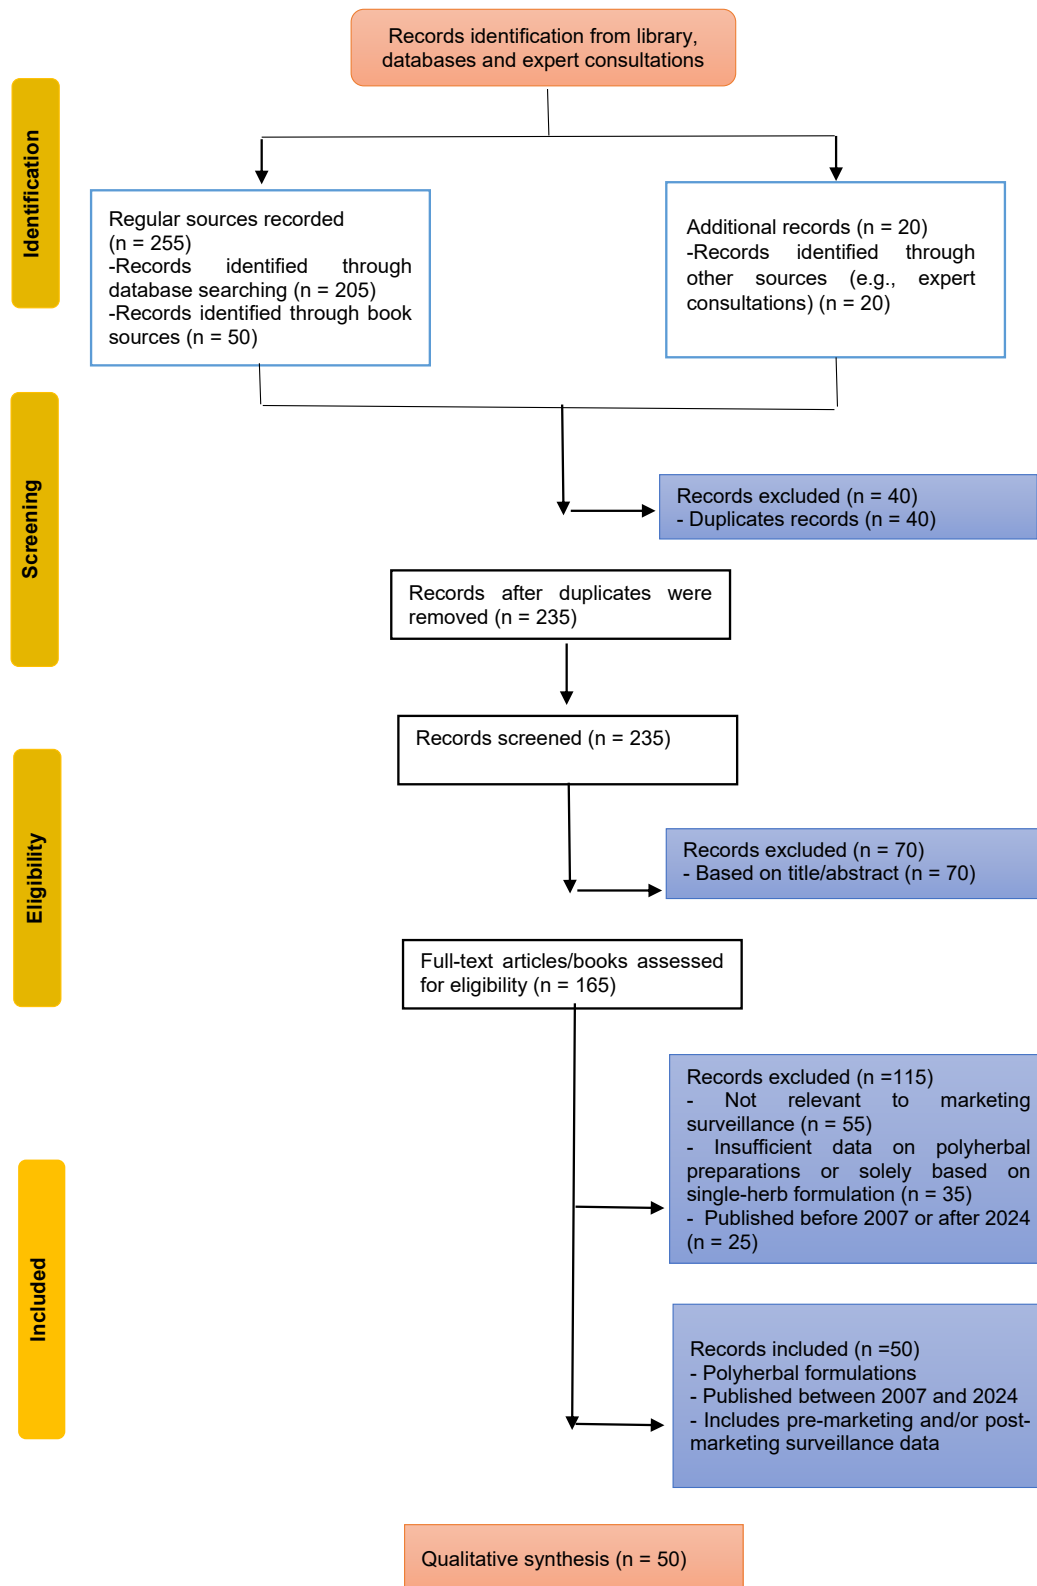 Records identification from library,
databases and expert consultations
Identification
Regular sources recorded
(n = 255)
-Records identified through
database searching (n = 205)
-Records identified through book
sources (n = 50)
Additional records (n = 20)
-Records identified through
other sources (e.g., expert
consultations) (n = 20)
Screening
Records excluded (n = 40)
- Duplicates records (n = 40)
Records after duplicates were
removed (n = 235)
Records screened (n = 235)
Eligibility
Records excluded (n = 70)
- Based on title/abstract (n = 70)
Full-text articles/books assessed
for eligibility (n = 165)
Records excluded (n =115)
- Not relevant to marketing
surveillance (n = 55)
- Insufficient data on polyherbal
preparations or solely based on
single-herb formulation (n = 35)
- Published before 2007 or after 2024
(n = 25)
Included
Records included (n =50)
- Polyherbal formulations
- Published between 2007 and 2024
- Includes pre-marketing and/or post-
marketing surveillance data
Qualitative synthesis (n = 50)